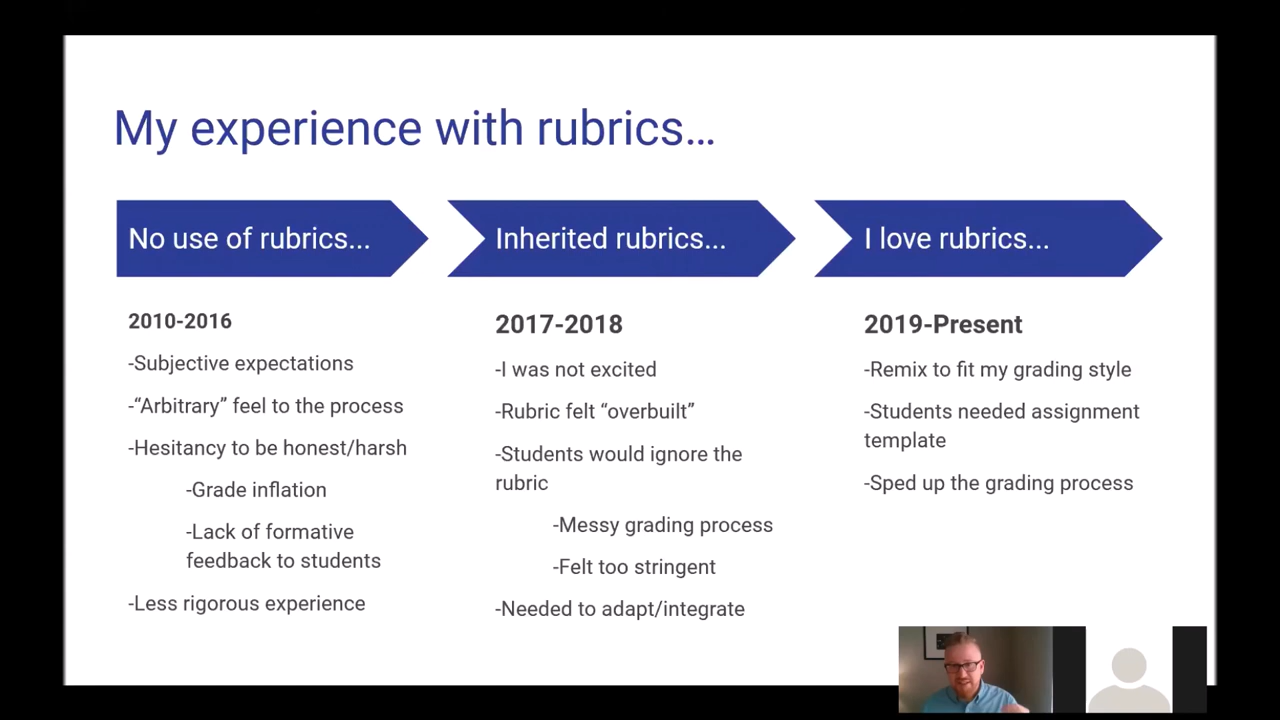 My experience with rubrics...
No use of rubrics...
Inherited rubrics...
I love rubrics...
2010-2016
-Subjective expectations
-“Arbitrary” feel to the process
-Hesitancy to be honest/harsh
-Grade inflation
-Lack of formative
feedback to students
-Less rigorous experience
2017-2018
-I was not excited
-Rubric felt “overbuilt”
-Students would ignore the
rubric
-Messy grading process
-Felt too stringent
-Needed to adapt/integrate
2019-Present
-Remix to fit my grading style
-Students needed assignment
template
-Sped up the grading process